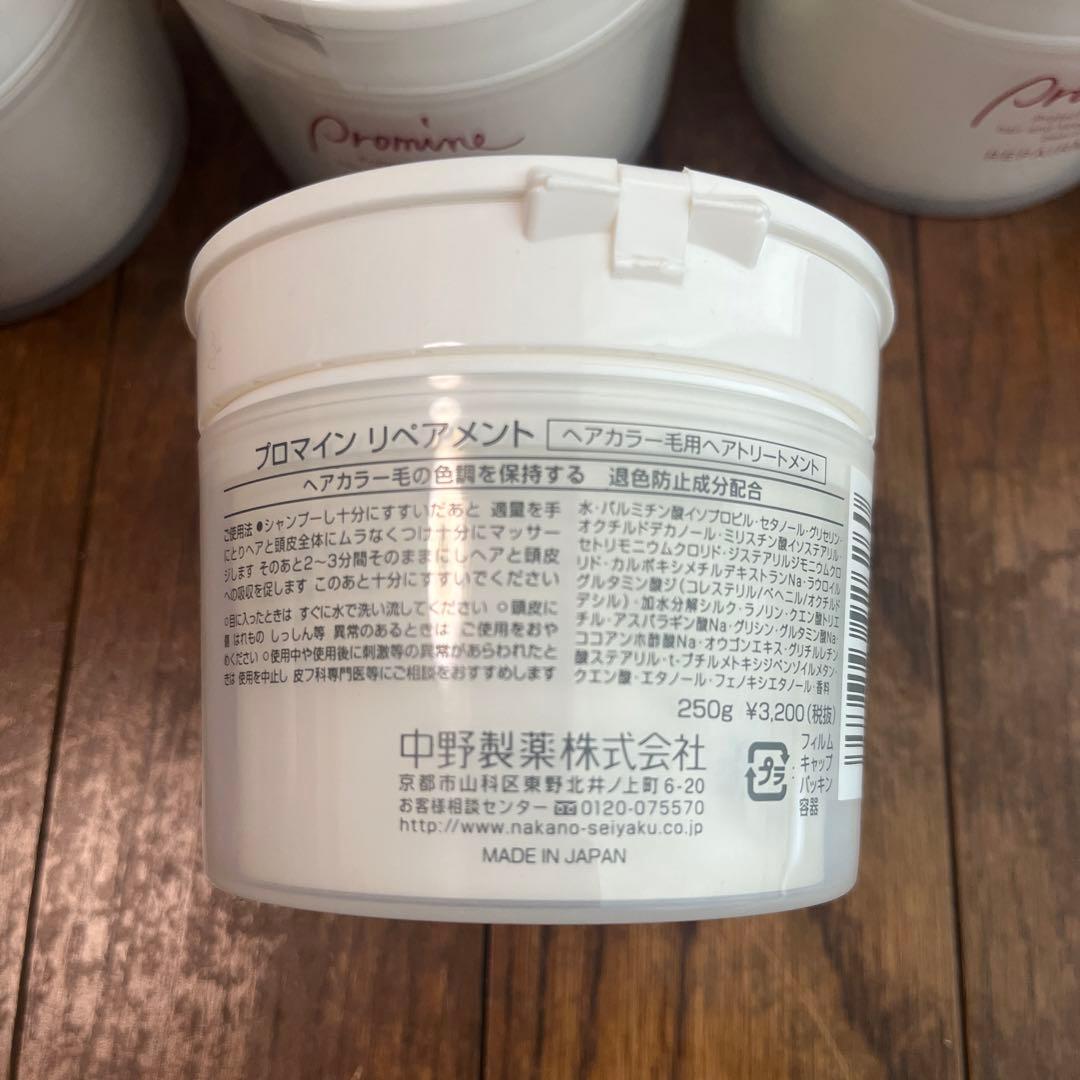 Promine
Pro
プロマイン リペアメント
ヘアカラー毛用ヘアトリートメント
ヘアカラー毛の色調を保持する 退色防止成分配合
ご使用法 ●シャンプーし十分にすすいだあと 適量を手
にとりヘアと頭皮全体にムラなくつけ十分にマッサー
ジします そのあと2〜3分間そのままにしヘアと頭皮
への吸収を促します このあと十分にすすいでください
○目に入ったときは すぐに水で洗い流してください ○頭皮に
傷 はれもの しっしん等 異常のあるときは ご使用をおや
めください ○使用中や使用後に刺激等の異常があらわれたと
きは 使用を中止し 皮フ科専門医等にご相談をおすすめします
水・パルミチン酸イソプロピル・セタノール・グリセリン・
オクチルドデカノール・ミリスチン酸イソステアリル・
セトリモニウムクロリド・ジステアリルジモニウムクロ
リド・カルボキシメチルデキストランNa・ラウロイル
グルタミン酸ジ(コレステリル/ベヘニル/オクチルド
デシル)・加水分解シルク・ラノリン・クエン酸トリエ
チル・アスパラギン酸Na・グリシン・グルタミン酸Na・
ココアンホ酢酸Na・オウゴンエキス・グリチルレチン
酸ステアリル・t-ブチルメトキシジベンゾイルメタン・
クエン酸・エタノール・フェノキシエタノール・香料
250g ¥3,200(税抜)
中野製薬株式会社
京都市山科区東野北井ノ上町6-20
お客様相談センター 0120-075570
http://www.nakano-seiyaku.co.jp
MADE IN JAPAN
プラ
フィルム
キャップ
パッキン
容器